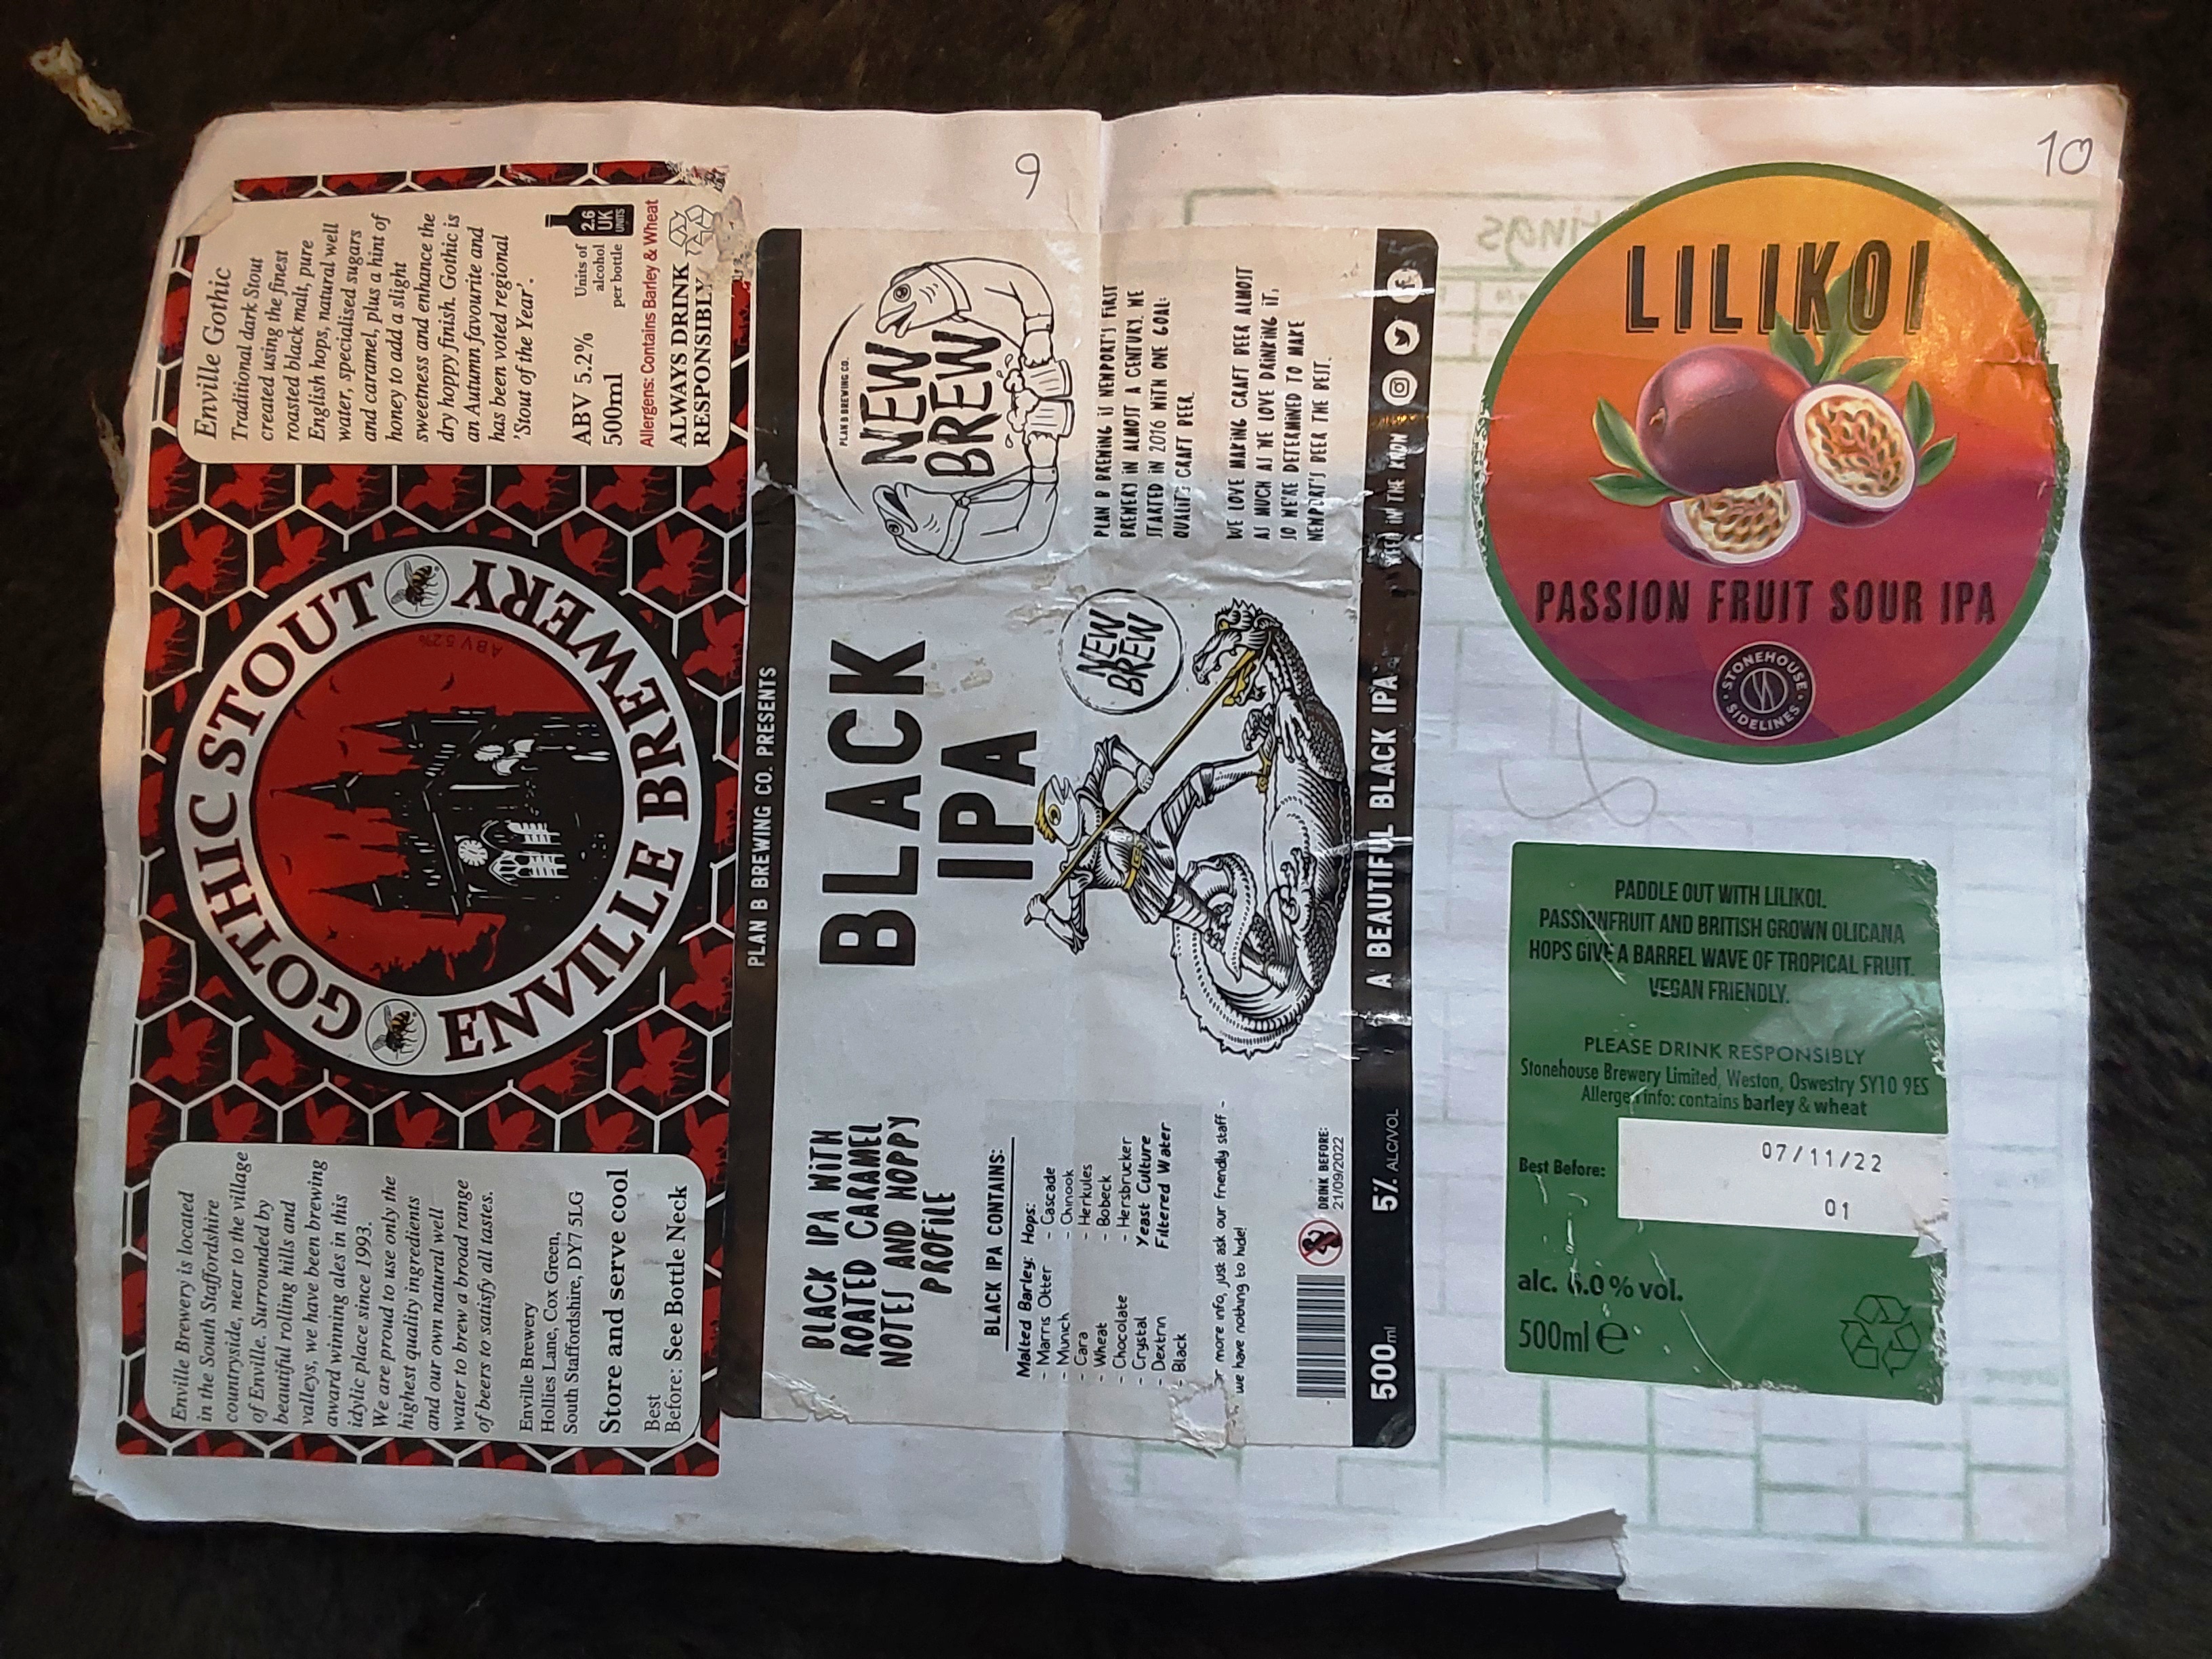 9
Enville Brewery is located
in the South Staffordshire
countryside, near to the village
of Enville. Surrounded by
beautiful rolling hills and
valleys, we have been brewing
award winning ales in this
idylic place since 1993.
We are proud to use only the
highest quality ingredients
and our own natural well
water to brew a broad range
of beers to satisfy all tastes.
Enville Brewery
Hollies Lane, Cox Green,
South Staffordshire, DY7 5LG
Store and serve cool
Best
Before: See Bottle Neck
GOTHIC STOUT
ENVILLE BREWERY
ABV 5.2%
Enville Gothic
Traditional dark Stout
created using the finest
roasted black malt, pure
English hops, natural well
water, specialised sugars
and caramel, plus a hint of
honey to add a slight
sweetness and enhance the
dry hoppy finish. Gothic is
an Autumn favourite and
has been voted regional
'Stout of the Year'.
ABV 5.2%
500ml
Units of
alcohol
per bottle
2.6
UK
UNITS
Allergens: Contains Barley & Wheat
ALWAYS DRINK
RESPONSIBLY
PLAN B BREWING CO. PRESENTS
BLACK IPA WITH
ROATED CARAMEL
NOTES AND HOPPY
PROFILE
BLACK IPA CONTAINS:
Malted Barley:
- Marris Otter
- Munich
- Cara
- Wheat
- Chocolate
- Crystal
- Dextrin
- Black
Hops:
- Cascade
- Chinook
- Herkules
- Bobeck
- Hersbrucker
Yeast Culture
Filtered Water
more info, just ask our friendly staff -
we have nothing to hide!
DRINK BEFORE:
21/09/2022
500ml
5% ALC/VOL
BLACK
IPA
NEW
BREW
A BEAUTIFUL BLACK IPA
PLAN B BREWING CO.
NEW
BREW
PLAN B BREWING IS NEWPORT'S FIRST
BREWERY IN ALMOST A CENTURY. WE
STARTED IN 2016 WITH ONE GOAL:
QUALITY CRAFT BEER
WE LOVE MAKING CRAFT BEER ALMOST
AS MUCH AS WE LOVE DRINKING IT,
SO WE'RE DETERMINED TO MAKE
NEWPORT'S BEER THE BEST.
IN THE KNOW
10
LILIKOI
PASSION FRUIT SOUR IPA
STONEHOUSE
SIDELINES
PADDLE OUT WITH LILIKOI.
PASSIONFRUIT AND BRITISH GROWN OLICANA
HOPS GIVE A BARREL WAVE OF TROPICAL FRUIT.
VEGAN FRIENDLY.
PLEASE DRINK RESPONSIBLY
Stonehouse Brewery Limited, Weston, Oswestry SY10 9ES
Allergen info: contains barley & wheat
Best Before:
07/11/22
01
alc. 6.0 % vol.
500ml e